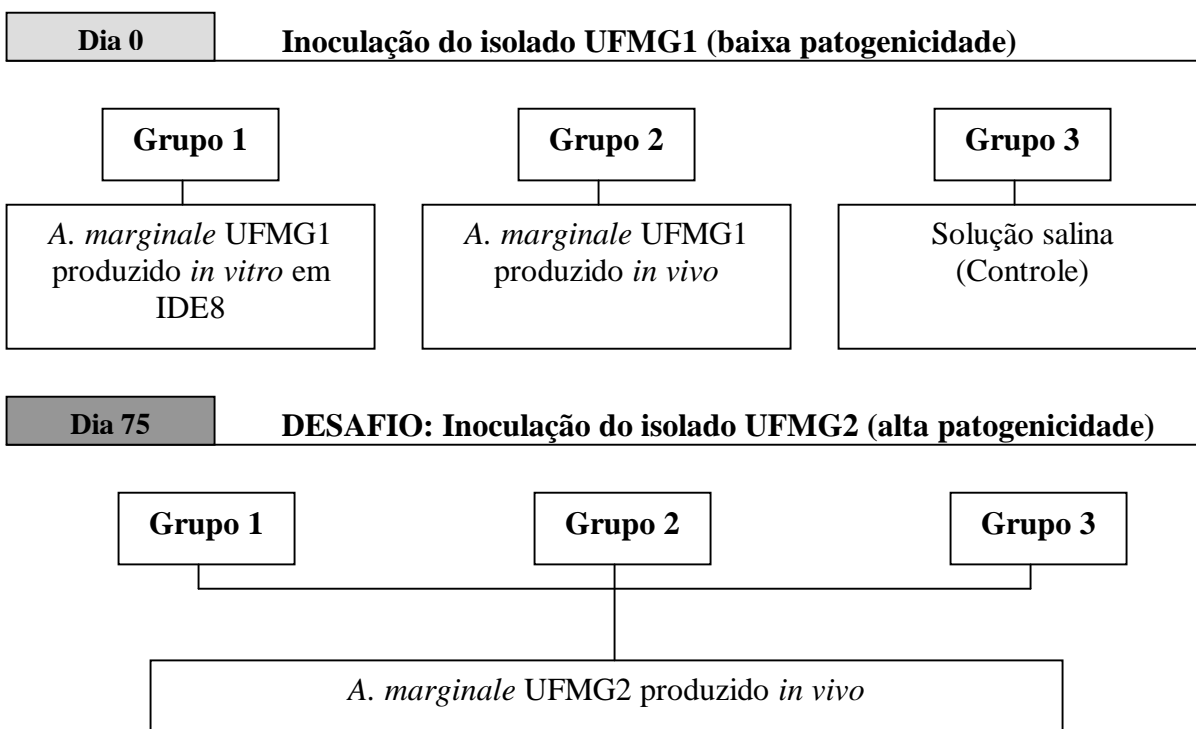 Dia 0
Inoculação do isolado UFMG1 (baixa patogenicidade)
Grupo 1
Grupo 2
Grupo 3
A. marginale UFMG1
produzido in vitro em
IDE8
A. marginale UFMG1
produzido in vivo
Solução salina
(Controle)
Dia 75
DESAFIO: Inoculação do isolado UFMG2 (alta patogenicidade)
Grupo 1
Grupo 2
Grupo 3
A. marginale UFMG2 produzido in vivo